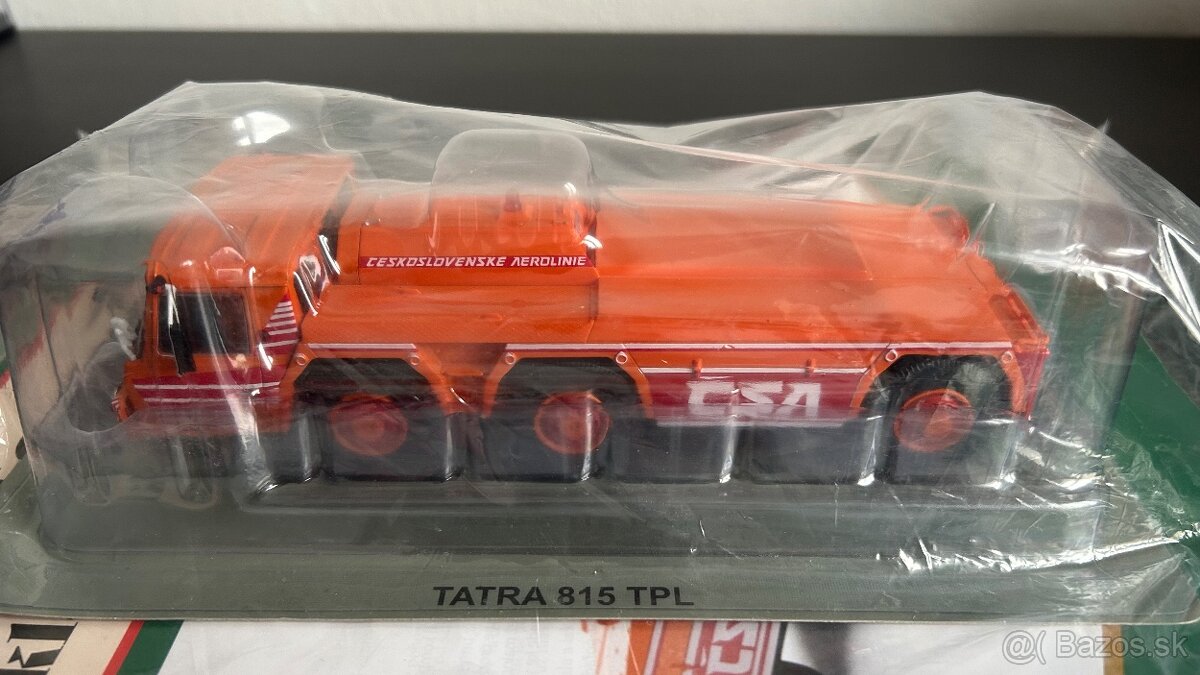 CESKOSLOVENSKE AEROLINIE
CSA
TATRA 815 TPL
@( Bazos.sk